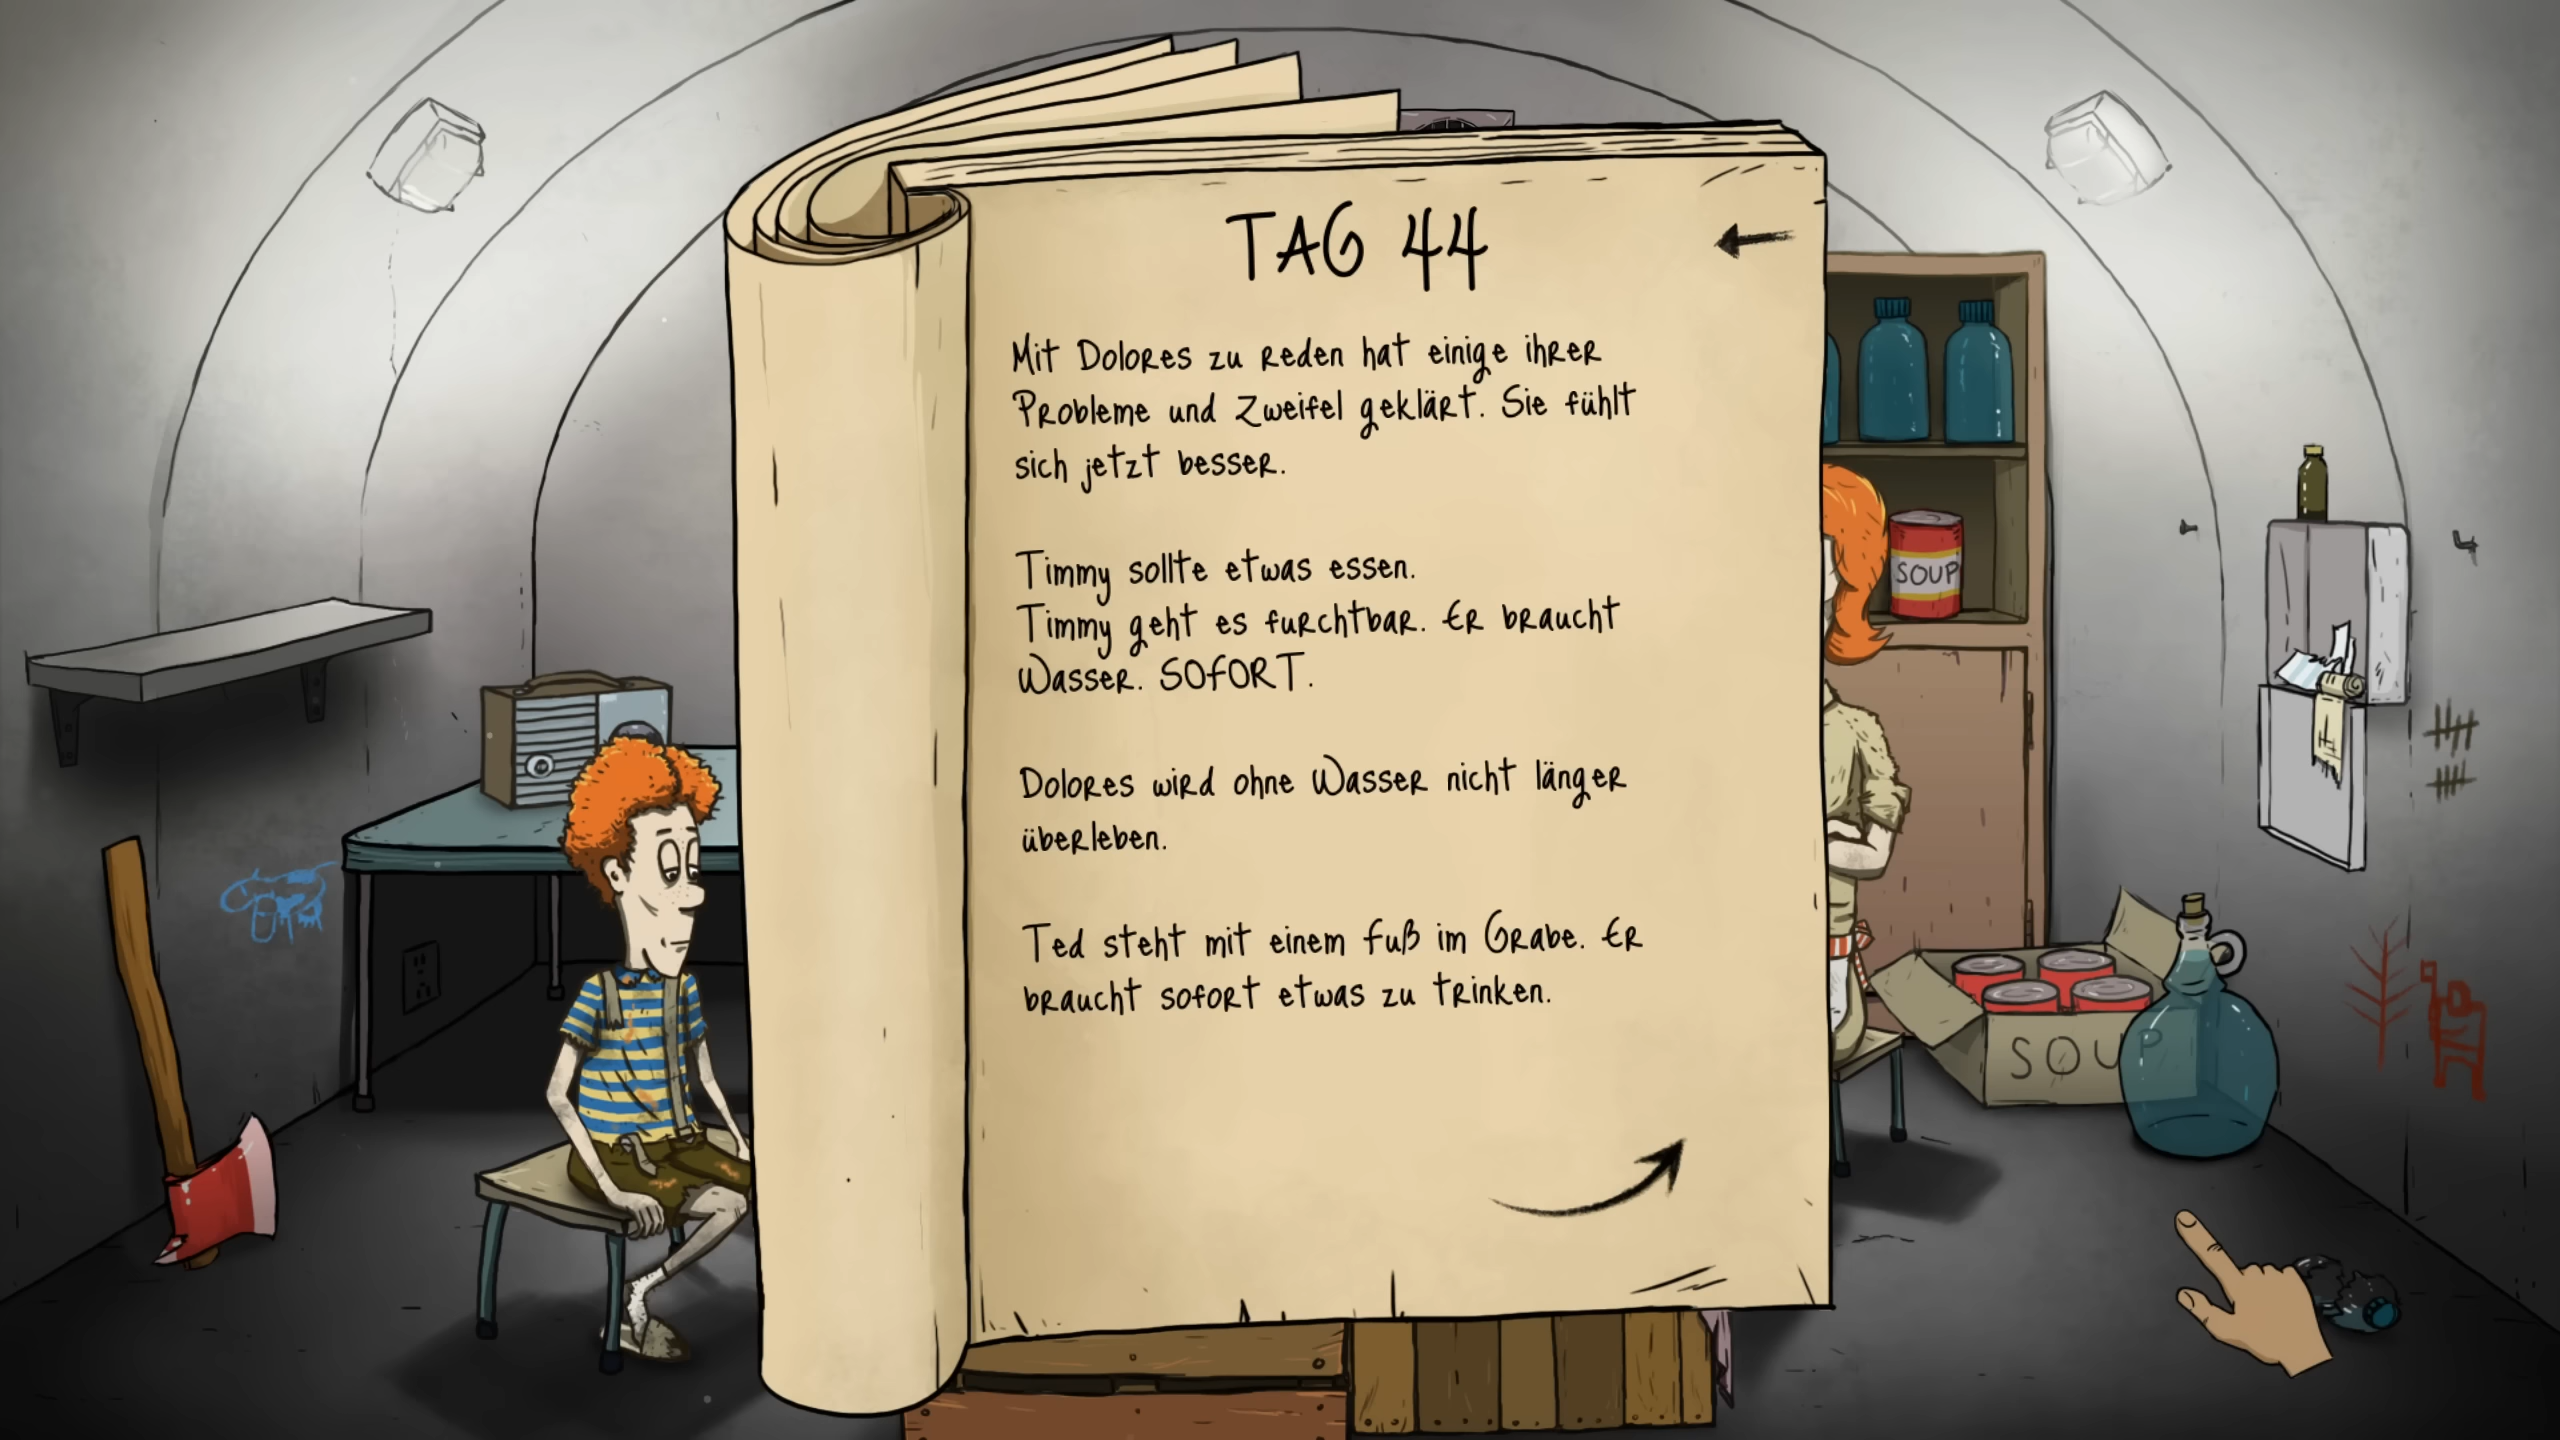 TAG 44
Mit Dolores zu reden hat einige ihrer
Probleme und Zweifel geklärt. Sie fühlt
sich jetzt besser.
Timmy sollte etwas essen.
Timmy geht es furchtbar. Er braucht
Wasser. SOFORT.
Dolores wird ohne Wasser nicht länger
überleben.
Ted steht mit einem Fuß im Grabe. Er
braucht sofort etwas zu trinken.
SOUP
SOUP